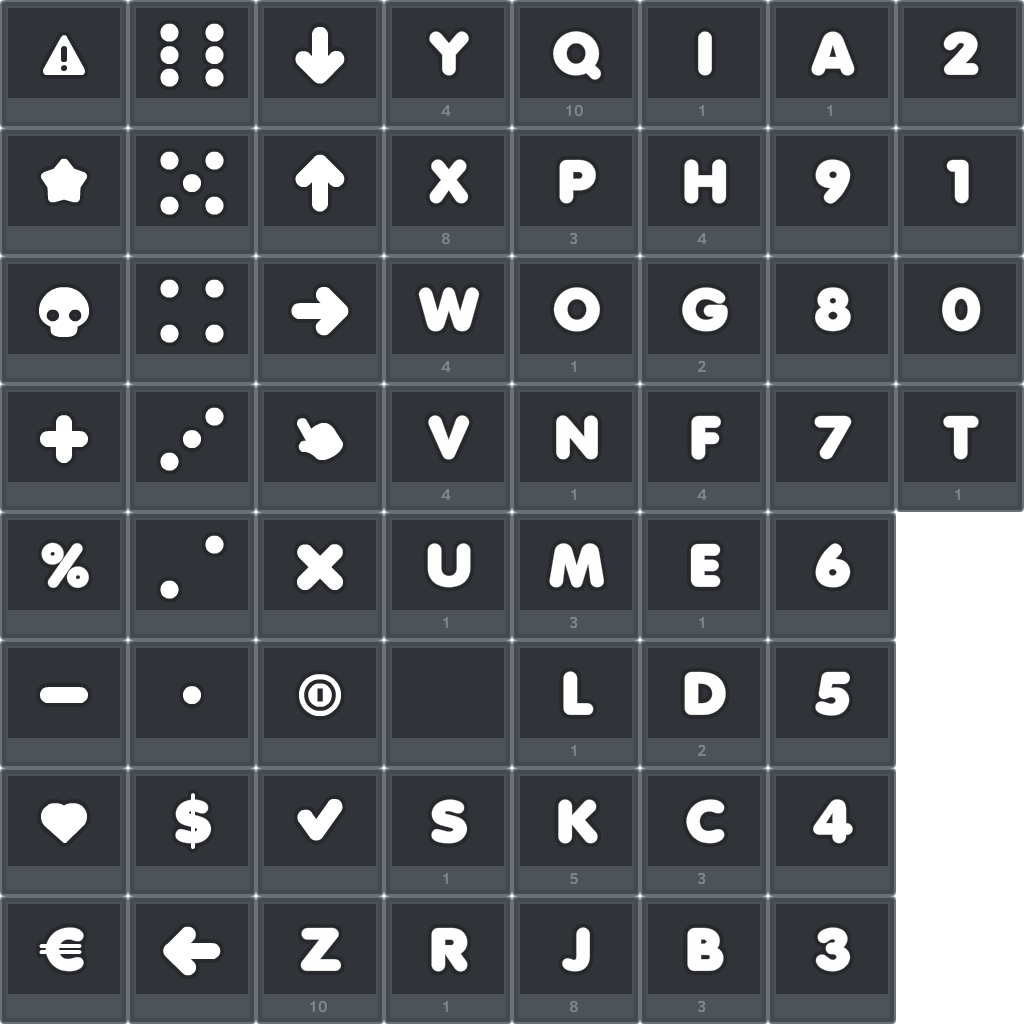 Y Q I A 2
4 10 1 1
X P H 9 1
8 3 4
W O G 8 0
4 1 2
V N F 7 T
4 1 4 1
% U M E 6
1 3 1
L D 5
1 2
$ S K C 4
1 5 3
€ Z R J B 3
10 1 8 3